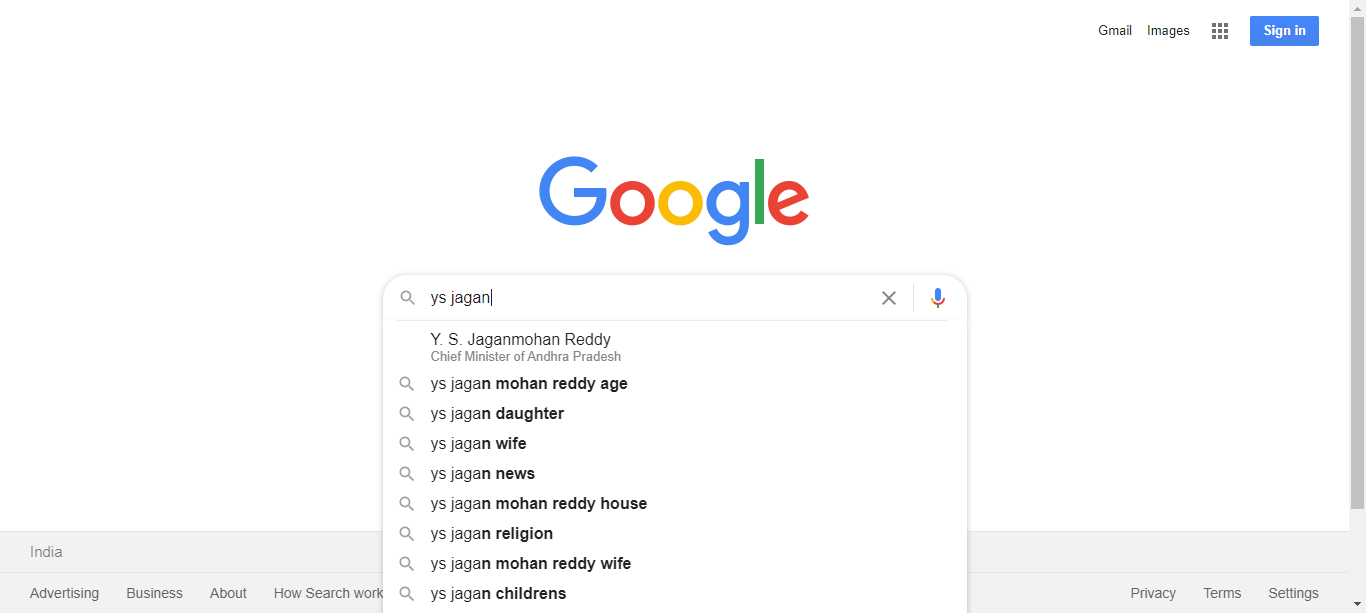 Gmail Images Sign in
Google
ys jagan
Y. S. Jaganmohan Reddy
Chief Minister of Andhra Pradesh
ys jagan mohan reddy age
ys jagan daughter
ys jagan wife
ys jagan news
ys jagan mohan reddy house
ys jagan religion
ys jagan mohan reddy wife
ys jagan childrens
India
Advertising Business About How Search work Privacy Terms Settings